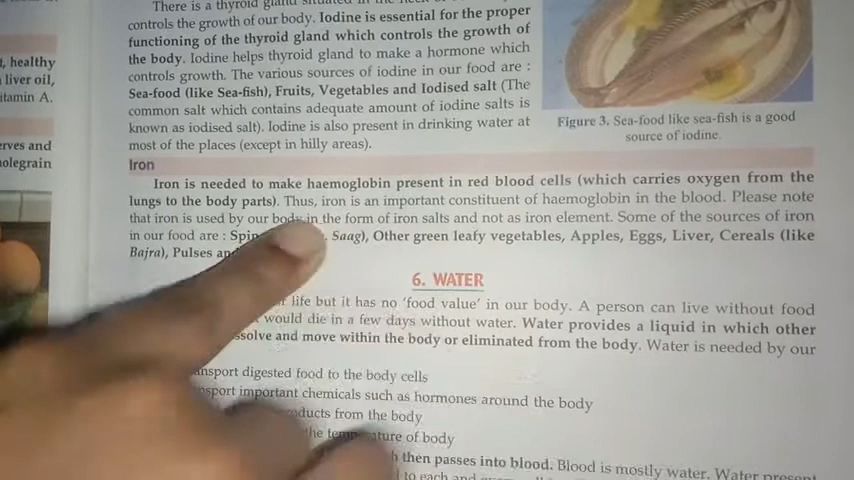 There is a thyroid gland situated in the neck of
controls the growth of our body. Iodine is essential for the proper
functioning of the thyroid gland which controls the growth of
the body. Iodine helps thyroid gland to make a hormone which
controls growth. The various sources of iodine in our food are :
Sea-food (like Sea-fish), Fruits, Vegetables and Iodised salt (The
common salt which contains adequate amount of iodine salts is
known as iodised salt). Iodine is also present in drinking water at
most of the places (except in hilly areas).
Figure 3. Sea-food like sea-fish is a good
source of iodine.
, healthy
liver oil,
itamin A.
erves and
olegrain
Iron
Iron is needed to make haemoglobin present in red blood cells (which carries oxygen from the
lungs to the body parts). Thus, iron is an important constituent of haemoglobin in the blood. Please note
that iron is used by our body in the form of iron salts and not as iron element. Some of the sources of iron
in our food are : Spin Saag), Other green leafy vegetables, Apples, Eggs, Liver, Cereals (like
Bajra), Pulses an
6. WATER
life but it has no 'food value' in our body. A person can live without food
would die in a few days without water. Water provides a liquid in which other
ssolve and move within the body or eliminated from the body. Water is needed by our
ansport digested food to the body cells
nsport important chemicals such as hormones around the body
oducts from the body
the temperature of body
h then passes into blood. Blood is mostly water. Water present
to each and